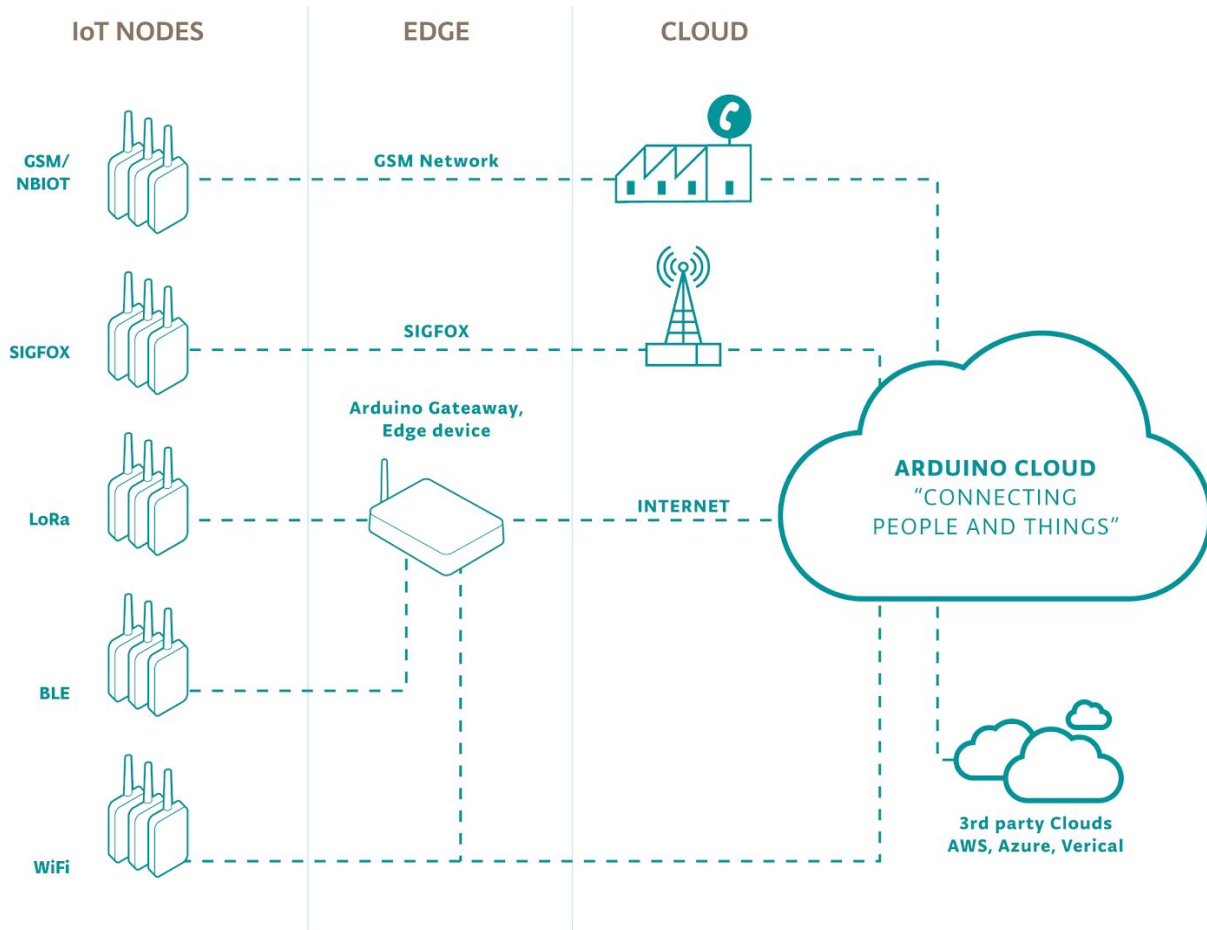 IoT NODES
EDGE
CLOUD
GSM/
NBIOT
GSM Network
SIGFOX
SIGFOX
Arduino Gateaway,
Edge device
LoRa
INTERNET
ARDUINO CLOUD
“CONNECTING
PEOPLE AND THINGS”
BLE
3rd party Clouds
AWS, Azure, Verical
WiFi